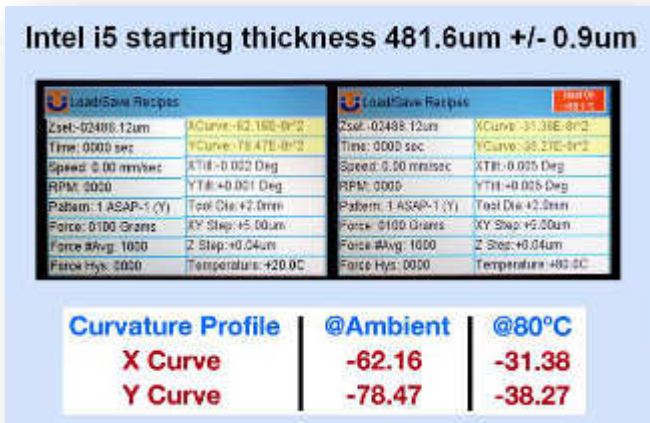 Intel i5 starting thickness 481.6um +/- 0.9um
Load/Save Recipes
Zset:-02488.12um XCurve:-62.16E-8r^2
Time: 0000 sec YCurve:-78.47E-8r^2
Speed: 0.00 mm/sec XTilt:-0.002 Deg
RPM: 0000 YTilt:+0.001 Deg
Pattern: 1 ASAP-1 (Y) Tool Dia:+2.0mm
Force: 0100 Grams XY Step:+5.00um
Force #Avg: 1000 Z Step:+0.04um
Force Hys: 0000 Temperature:+20.0C
Load/Save Recipes
Zset:-02488.12um XCurve:-31.38E-8r^2
Time: 0000 sec YCurve:-38.27E-8r^2
Speed: 0.00 mm/sec XTilt:-0.005 Deg
RPM: 0000 YTilt:+0.006 Deg
Pattern: 1 ASAP-1 (Y) Tool Dia:+2.0mm
Force: 0100 Grams XY Step:+5.00um
Force #Avg: 1000 Z Step:+0.04um
Force Hys: 0000 Temperature:+80.0C
Curvature Profile @Ambient @80°C
X Curve -62.16 -31.38
Y Curve -78.47 -38.27